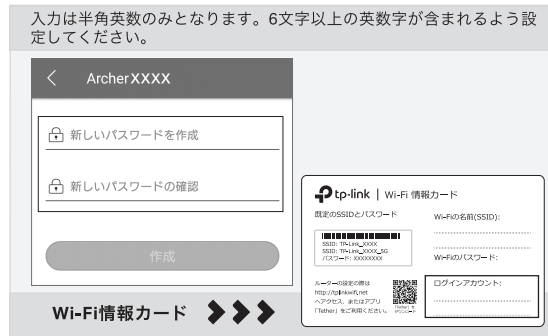 入力は半角英数のみとなります。6文字以上の英数字が含まれるよう設
定してください。
< ArcherXXXX
新しいパスワードを作成
新しいパスワードの確認
作成
Wi-Fi情報カード
tp-link | Wi-Fi 情報カード
既定のSSIDとパスワード
SSID: TP-Link_XXXX
SSID: TP-Link_XXXX_5G
パスワード: XXXXXXXX
ルーターの設定の際は
http://tplinkwifi.net
へアクセス、またはアプリ
「Tether」をご利用ください。
「Tether」を
ダウンロード
Wi-Fiの名前(SSID):
Wi-Fiのパスワード:
ログインアカウント: